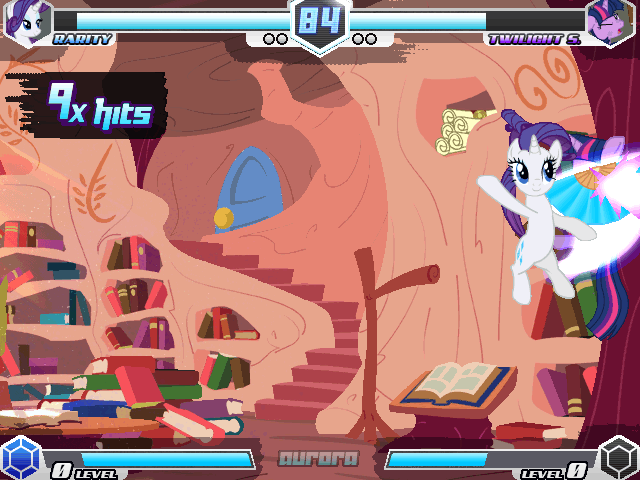 84
RARITY
TWILIGHT S.
9x hits
0 LEVEL
aurora
LEVEL 0